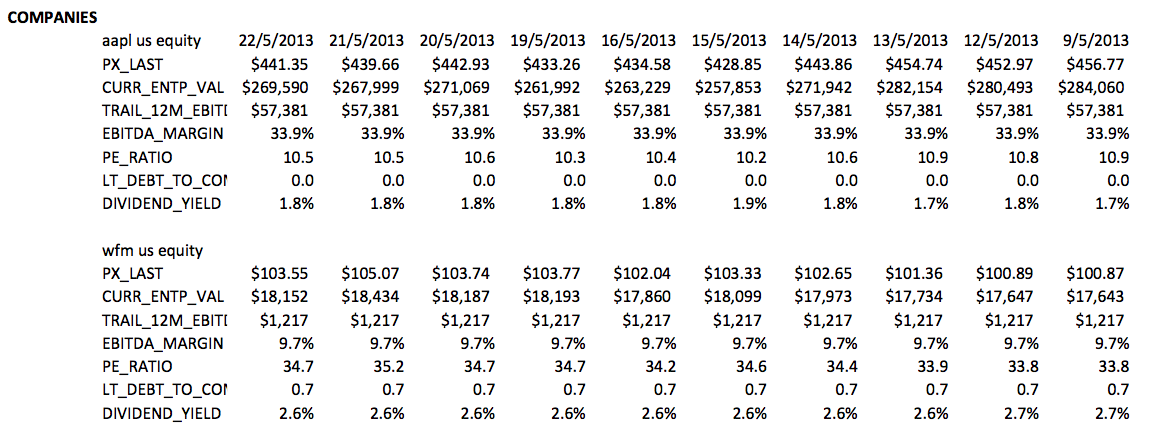 COMPANIES
aapl us equity 22/5/2013 21/5/2013 20/5/2013 19/5/2013 16/5/2013 15/5/2013 14/5/2013 13/5/2013 12/5/2013 9/5/2013
PX_LAST $441.35 $439.66 $442.93 $433.26 $434.58 $428.85 $443.86 $454.74 $452.97 $456.77
CURR_ENTP_VAL $269,590 $267,999 $271,069 $261,992 $263,229 $257,853 $271,942 $282,154 $280,493 $284,060
TRAIL_12M_EBIT $57,381 $57,381 $57,381 $57,381 $57,381 $57,381 $57,381 $57,381 $57,381 $57,381
EBITDA_MARGIN 33.9% 33.9% 33.9% 33.9% 33.9% 33.9% 33.9% 33.9% 33.9% 33.9%
PE_RATIO 10.5 10.5 10.6 10.3 10.4 10.2 10.6 10.9 10.8 10.9
LT_DEBT_TO_CO 0.0 0.0 0.0 0.0 0.0 0.0 0.0 0.0 0.0 0.0
DIVIDEND_YIELD 1.8% 1.8% 1.8% 1.8% 1.8% 1.9% 1.8% 1.7% 1.8% 1.7%
wfm us equity
PX_LAST $103.55 $105.07 $103.74 $103.77 $102.04 $103.33 $102.65 $101.36 $100.89 $100.87
CURR_ENTP_VAL $18,152 $18,434 $18,187 $18,193 $17,860 $18,099 $17,973 $17,734 $17,647 $17,643
TRAIL_12M_EBIT $1,217 $1,217 $1,217 $1,217 $1,217 $1,217 $1,217 $1,217 $1,217 $1,217
EBITDA_MARGIN 9.7% 9.7% 9.7% 9.7% 9.7% 9.7% 9.7% 9.7% 9.7% 9.7%
PE_RATIO 34.7 35.2 34.7 34.7 34.2 34.6 34.4 33.9 33.8 33.8
LT_DEBT_TO_CO 0.7 0.7 0.7 0.7 0.7 0.7 0.7 0.7 0.7 0.7
DIVIDEND_YIELD 2.6% 2.6% 2.6% 2.6% 2.6% 2.6% 2.6% 2.6% 2.7% 2.7%